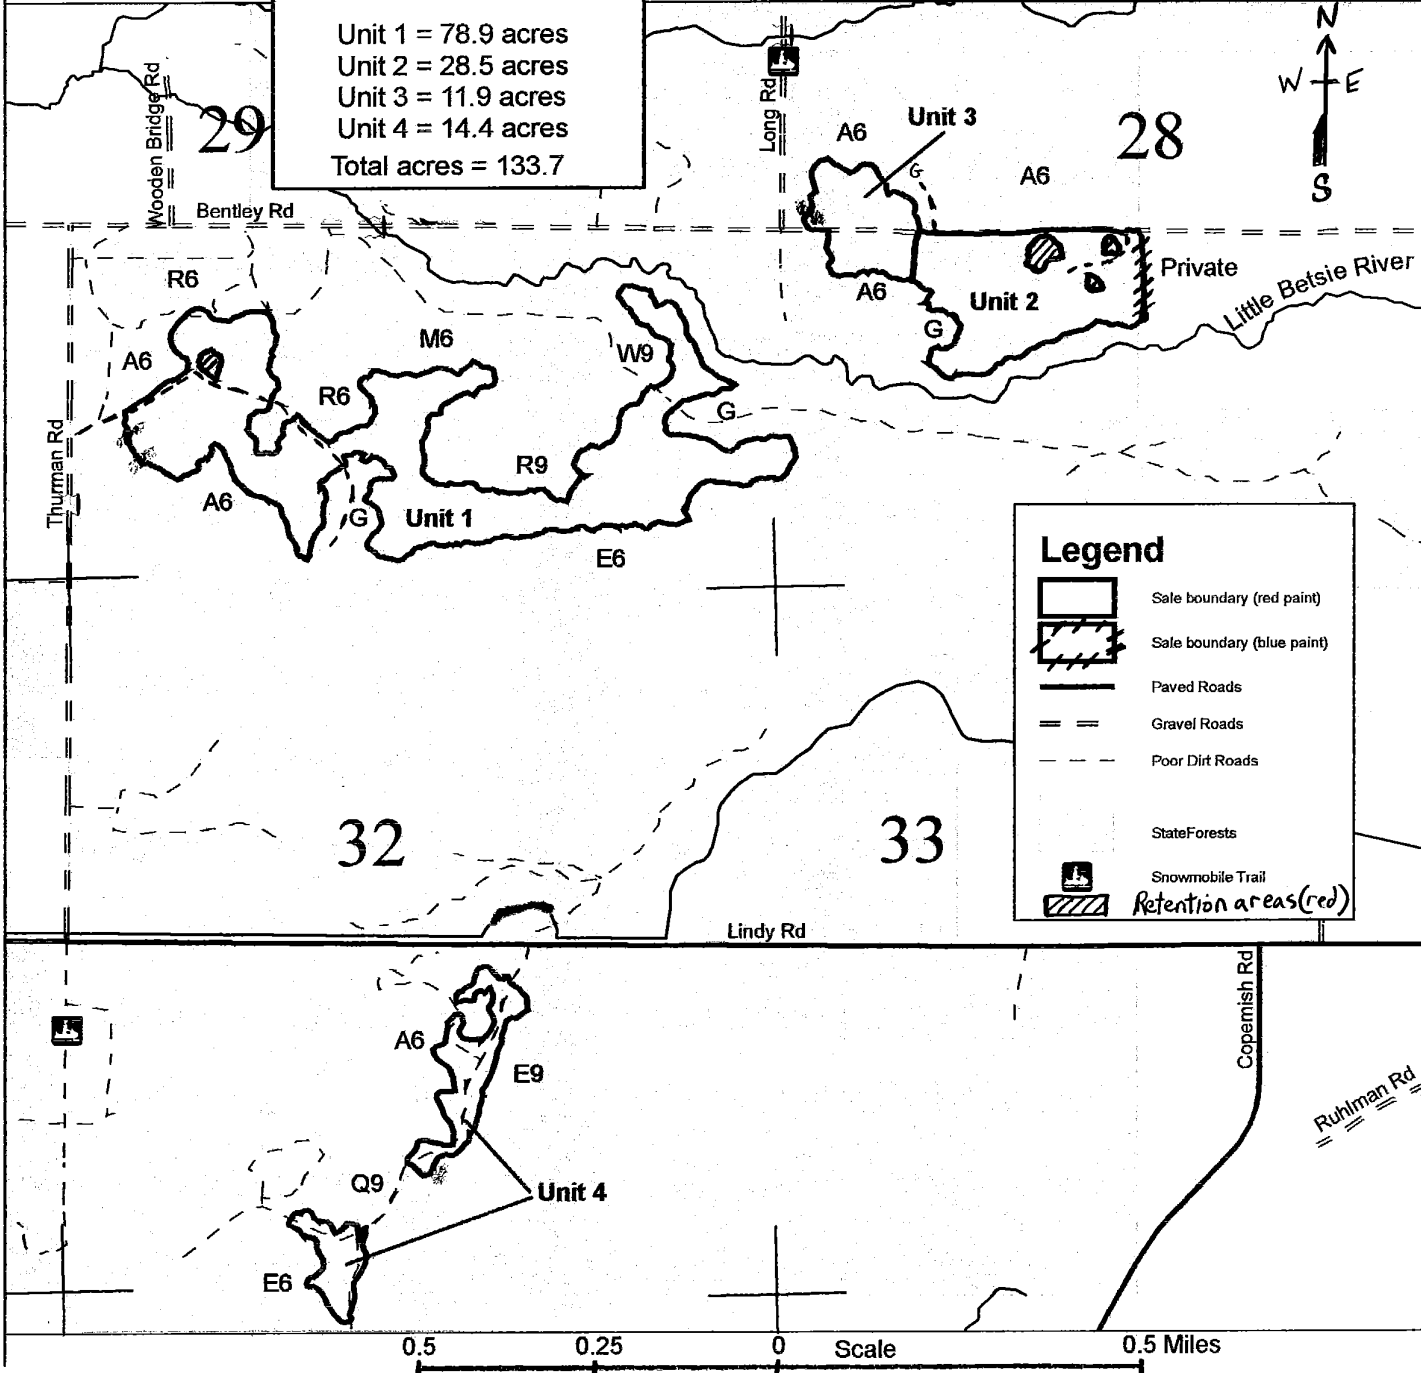 Unit 1 = 78.9 acres
Unit 2 = 28.5 acres
Unit 3 = 11.9 acres
Unit 4 = 14.4 acres
Total acres = 133.7
N
W E
S
29
28
Wooden Bridge Rd
Long Rd
A6
Unit 3
G
A6
Bentley Rd
Private
Little Betsie River
R6
A6
Unit 2
G
A6
M6
W9
R6
G
Thurman Rd
A6
R9
G
Unit 1
E6
Legend
Sale boundary (red paint)
Sale boundary (blue paint)
Paved Roads
Gravel Roads
Poor Dirt Roads
StateForests
Snowmobile Trail
Retention areas (red)
32
33
Lindy Rd
Copemish Rd
A6
E9
Ruhlman Rd
Q9
Unit 4
E6
0.5 0.25 0 Scale 0.5 Miles